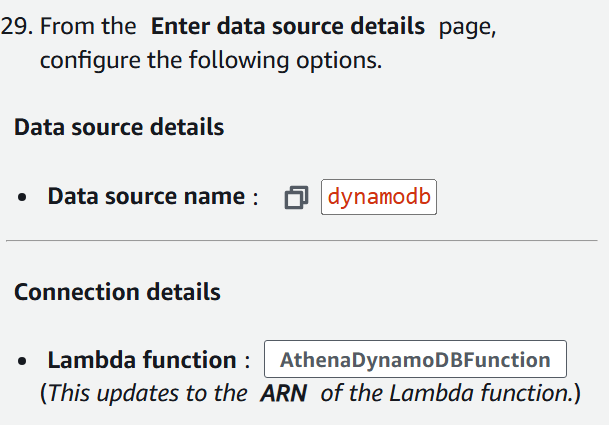 29. From the Enter data source details page,
configure the following options.
Data source details
• Data source name : dynamodb
Connection details
• Lambda function : AthenaDynamoDBFunction
(This updates to the ARN of the Lambda function.)